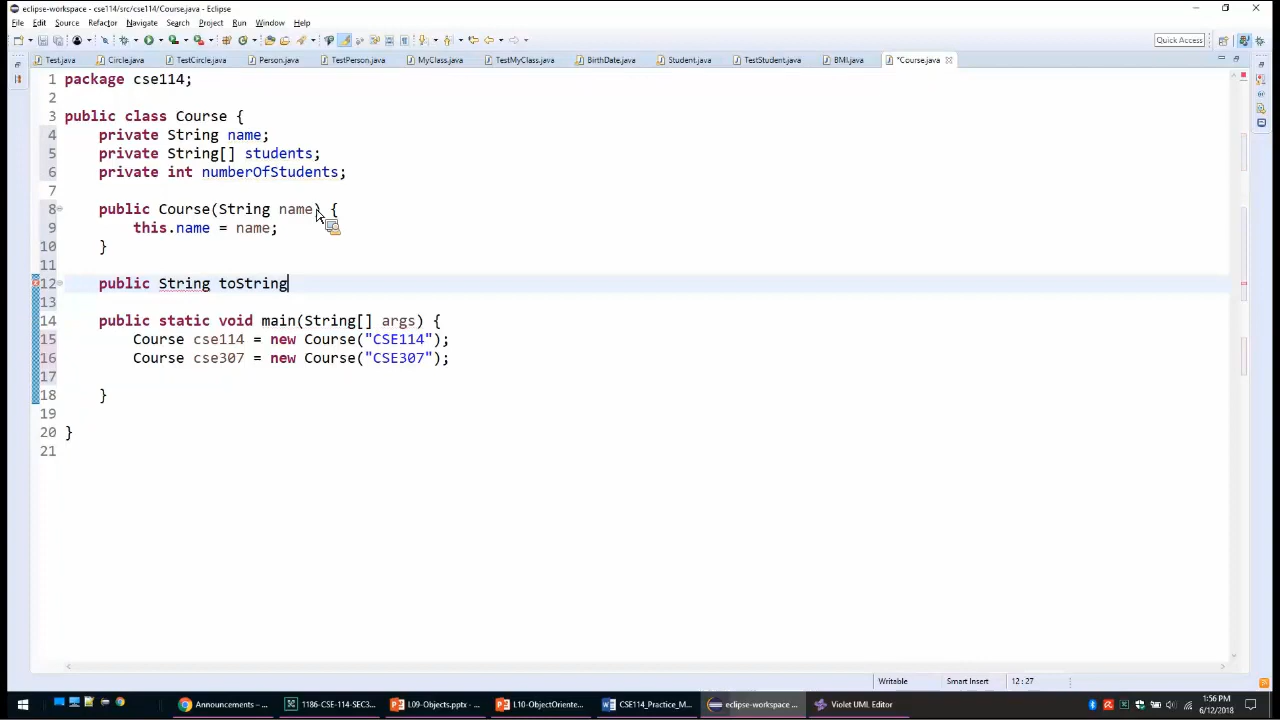 eclipse-workspace - cse114/src/cse114/Course.java - Eclipse
File Edit Source Refactor Navigate Search Project Run Window Help
Quick Access
Test.java Circle.java TestCircle.java Person.java TestPerson.java MyClass.java TestMyClass.java BirthDate.java Student.java TestStudent.java BMI.java *Course.java
1 package cse114;
2
3 public class Course {
4 private String name;
5 private String[] students;
6 private int numberOfStudents;
7
8 public Course(String name) {
9 this.name = name;
10 }
11
12 public String toString
13
14 public static void main(String[] args) {
15 Course cse114 = new Course("CSE114");
16 Course cse307 = new Course("CSE307");
17
18 }
19
20 }
21
Writable Smart Insert 12 : 27
Announcements – ... 1186-CSE-114-SEC3... L09-Objects.pptx - ... L10-ObjectOriente... CSE114_Practice_M... eclipse-workspace ... Violet UML Editor
1:56 PM
6/12/2018